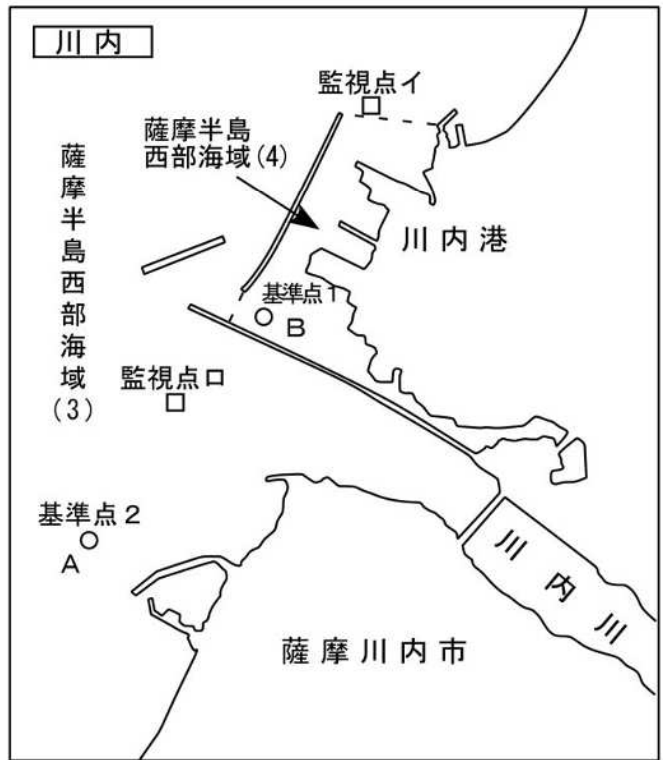 川内
監視点イ
薩摩半島
西部海域(4)
薩摩半島西部海域(3)
川内港
基準点1
B
監視点ロ
基準点2
A
川内川
薩摩川内市